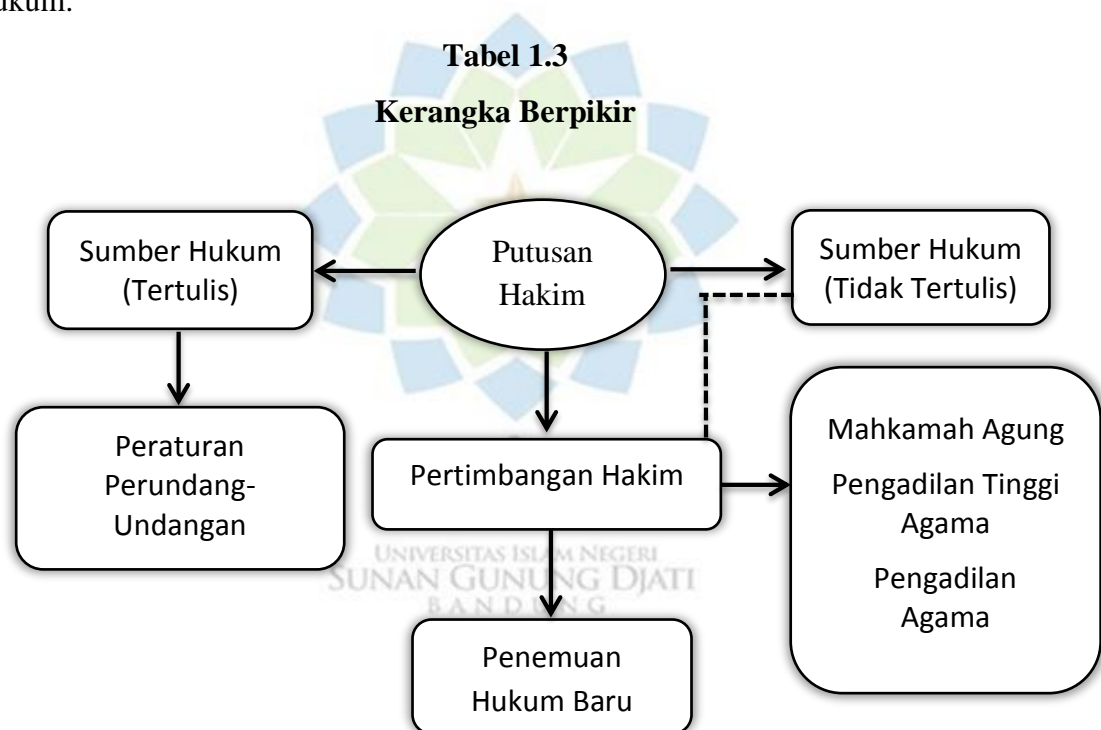 ukum.
Tabel 1.3
Kerangka Berpikir
Sumber Hukum
(Tertulis)
Putusan
Hakim
Sumber Hukum
(Tidak Tertulis)
Peraturan
Perundang-
Undangan
Pertimbangan Hakim
Mahkamah Agung
Pengadilan Tinggi
Agama
Pengadilan
Agama
UNIVERSITAS ISLAM NEGERI
SUNAN GUNUNG DJATI
BANDUNG
Penemuan
Hukum Baru